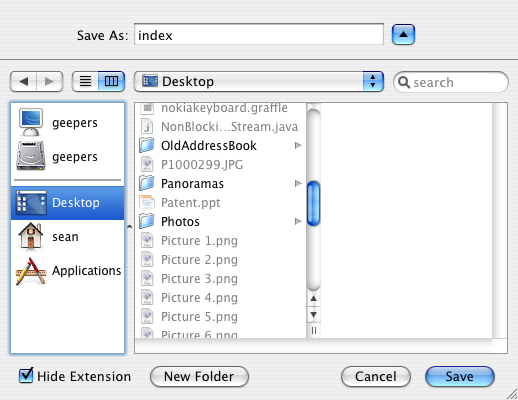 Save As: index
Desktop
search
geepers
geepers
Desktop
sean
Applications
nokiakeyboard.graffle
NonBlocki...Stream.java
OldAddressBook
P1000299.JPG
Panoramas
Patent.ppt
Photos
Picture 1.png
Picture 2.png
Picture 3.png
Picture 4.png
Picture 5.png
Picture 6.png
Hide Extension
New Folder
Cancel
Save